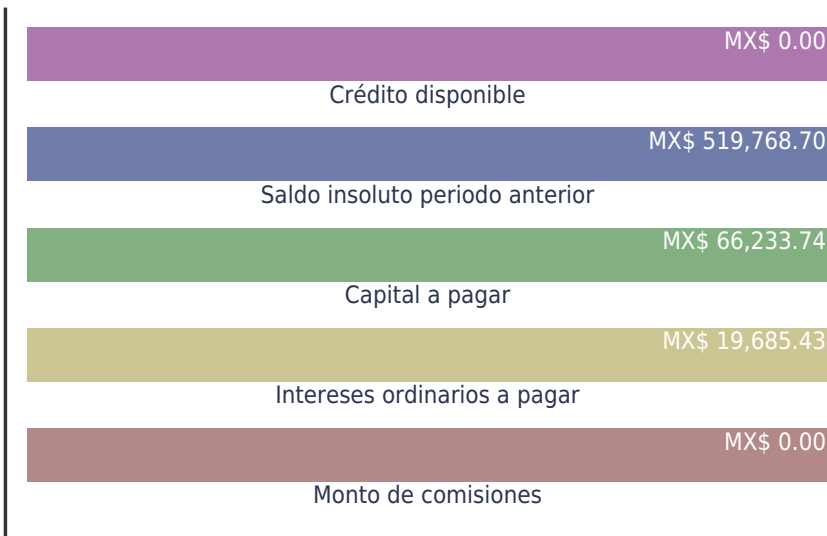 MX$ 0.00
Crédito disponible
MX$ 519,768.70
Saldo insoluto periodo anterior
MX$ 66,233.74
Capital a pagar
MX$ 19,685.43
Intereses ordinarios a pagar
MX$ 0.00
Monto de comisiones